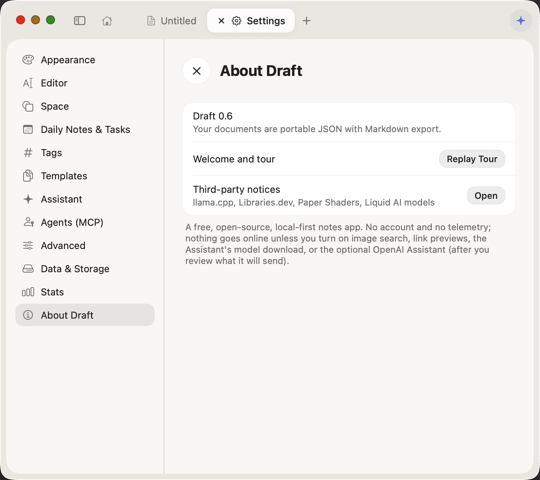 Untitled
Settings
Appearance
Editor
Space
Daily Notes & Tasks
Tags
Templates
Assistant
Agents (MCP)
Advanced
Data & Storage
Stats
About Draft
About Draft
Draft 0.6
Your documents are portable JSON with Markdown export.
Welcome and tour
Replay Tour
Third-party notices
llama.cpp, Libraries.dev, Paper Shaders, Liquid AI models
Open
A free, open-source, local-first notes app. No account and no telemetry;
nothing goes online unless you turn on image search, link previews, the
Assistant's model download, or the optional OpenAI Assistant (after you
review what it will send).